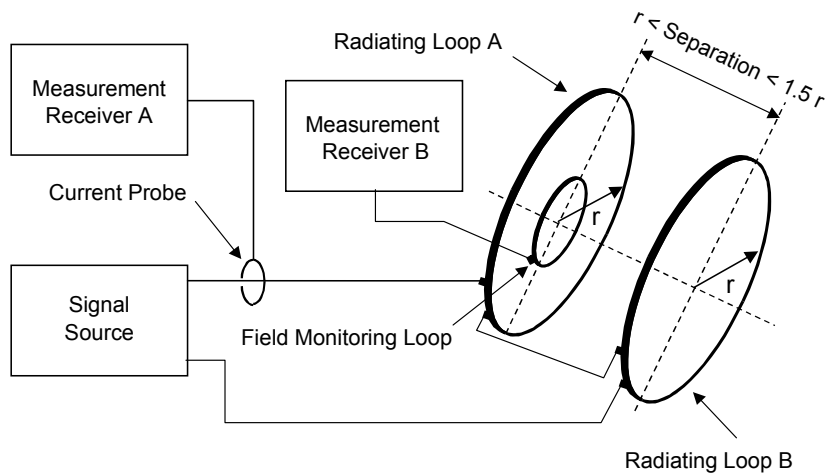 Radiating Loop A
r < Separation < 1.5 r
Measurement
Receiver A
Measurement
Receiver B
Current Probe
r
r
Signal
Source
Field Monitoring Loop
Radiating Loop B